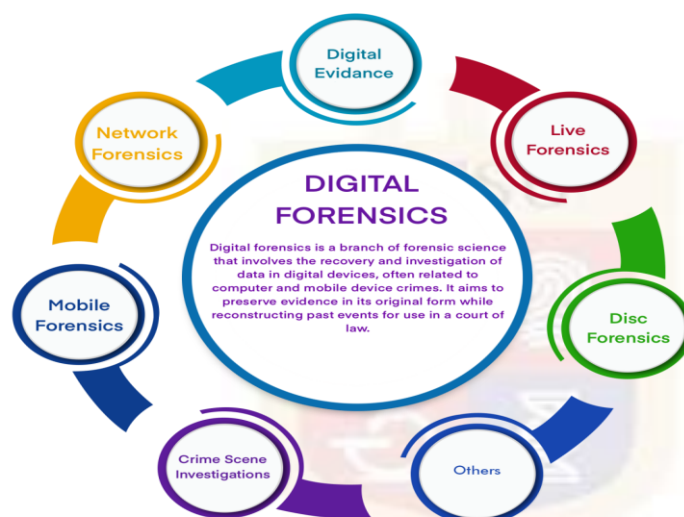 Digital
Evidance
Network
Forensics
Live
Forensics
DIGITAL
FORENSICS
Digital forensics is a branch of forensic science
that involves the recovery and investigation of
data in digital devices, often related to
computer and mobile device crimes. It aims to
preserve evidence in its original form while
reconstructing past events for use in a court of
law.
Mobile
Forensics
Disc
Forensics
Crime Scene
Investigations
Others